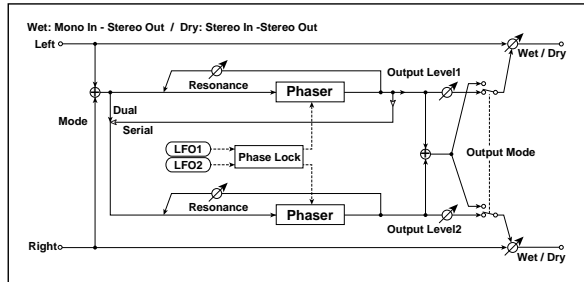 Wet: Mono In - Stereo Out / Dry: Stereo In -Stereo Out
Left
Wet / Dry
Resonance
Phaser
Output Level1
Mode
Dual
Serial
LFO1
LFO2
Phase Lock
Output Mode
Resonance
Phaser
Output Level2
Right
Wet / Dry